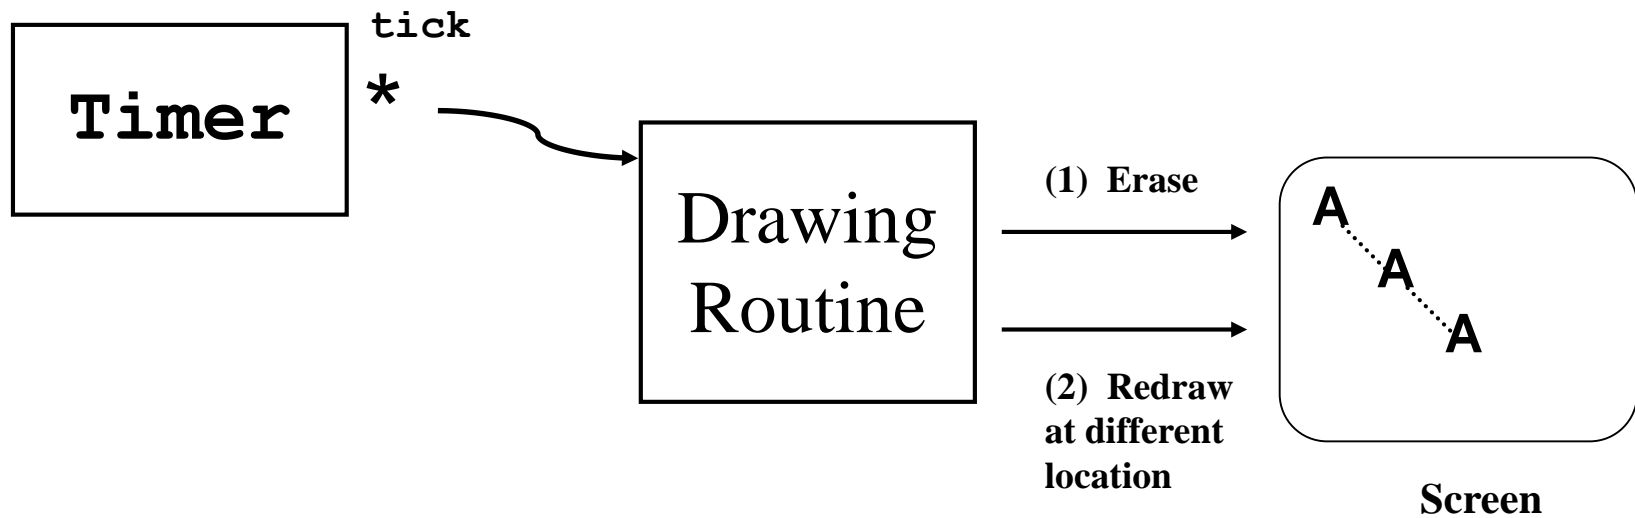 tick
Timer
*
Drawing
Routine
(1) Erase
(2) Redraw
at different
location
A
A
A
Screen